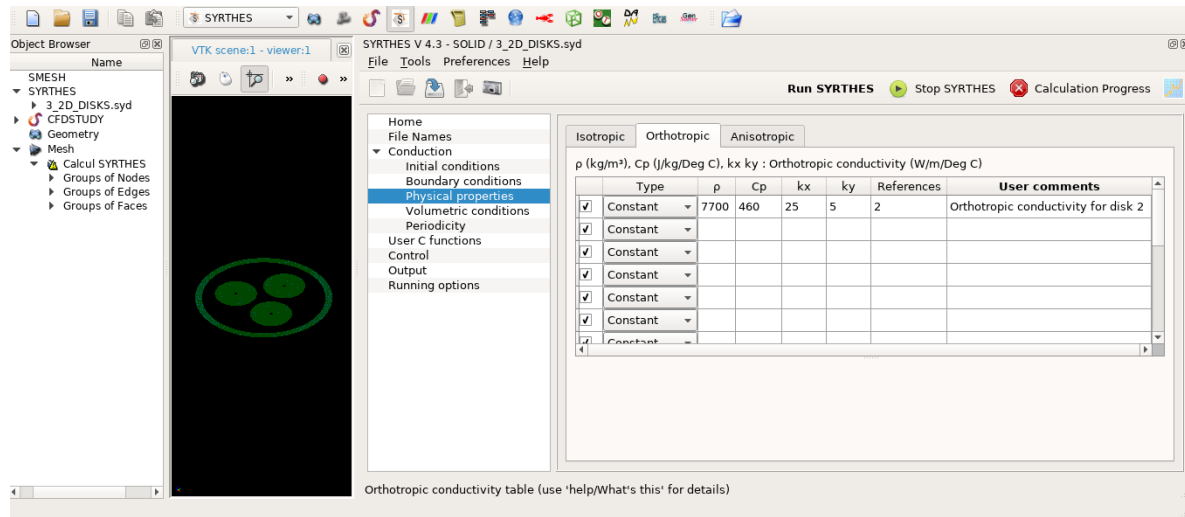 SYRTHES
Object Browser
Name
SMESH
SYRTHES
3_2D_DISKS.syd
CFDSTUDY
Geometry
Mesh
Calcul SYRTHES
Groups of Nodes
Groups of Edges
Groups of Faces
VTK scene:1 - viewer:1
»
»
SYRTHES V 4.3 - SOLID / 3_2D_DISKS.syd
File Tools Preferences Help
Run SYRTHES Stop SYRTHES Calculation Progress
Home
File Names
Conduction
Initial conditions
Boundary conditions
Physical properties
Volumetric conditions
Periodicity
User C functions
Control
Output
Running options
Isotropic Orthotropic Anisotropic
ρ (kg/m³), Cp (J/kg/Deg C), kx ky : Orthotropic conductivity (W/m/Deg C)
Type ρ Cp kx ky References User comments
Constant 7700 460 25 5 2 Orthotropic conductivity for disk 2
Constant
Constant
Constant
Constant
Constant
Constant
Orthotropic conductivity table (use 'help/What's this' for details)